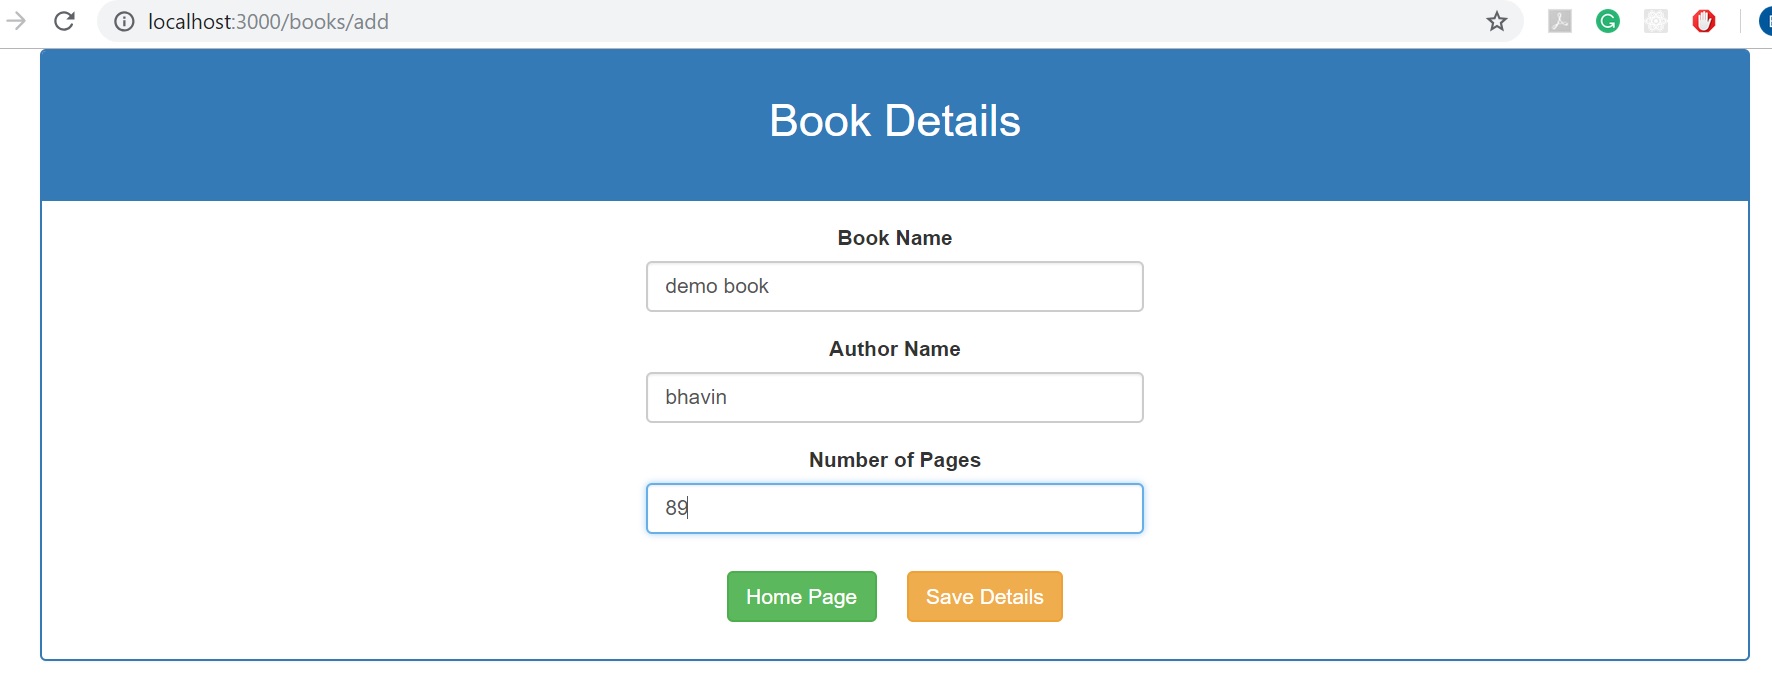 localhost:3000/books/add
Book Details
Book Name
demo book
Author Name
bhavin
Number of Pages
89
Home Page Save Details